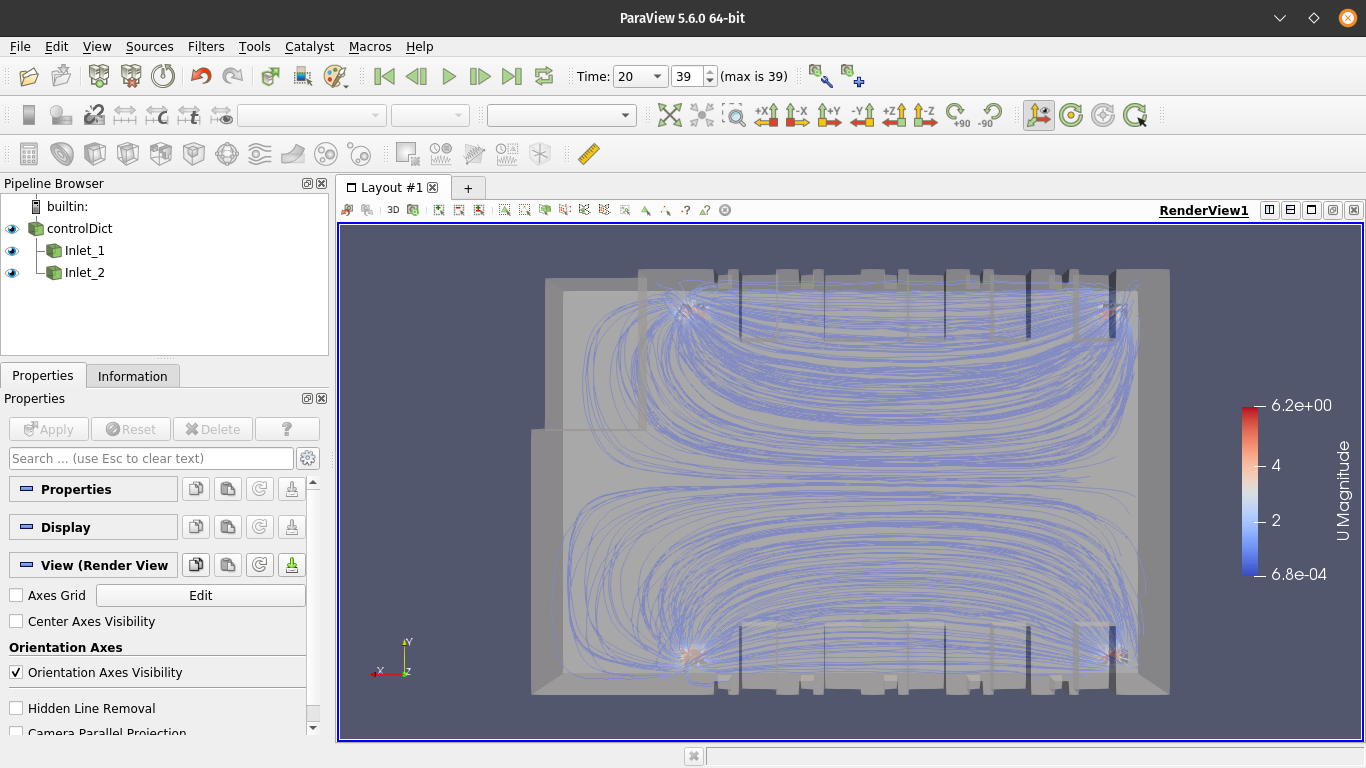 ParaView 5.6.0 64-bit
File Edit View Sources Filters Tools Catalyst Macros Help
Time: 20 39 (max is 39)
+X -X +Y -Y +Z -Z +90 -90
Pipeline Browser
builtin:
controlDict
Inlet_1
Inlet_2
Properties Information
Properties
Apply Reset Delete ?
Search ... (use Esc to clear text)
Properties
Display
View (Render View
Axes Grid Edit
Center Axes Visibility
Orientation Axes
Orientation Axes Visibility
Hidden Line Removal
Camera Parallel Projection
Layout #1 +
3D RenderView1
6.2e+00
4
2
6.8e-04
U Magnitude
Y
X
Z